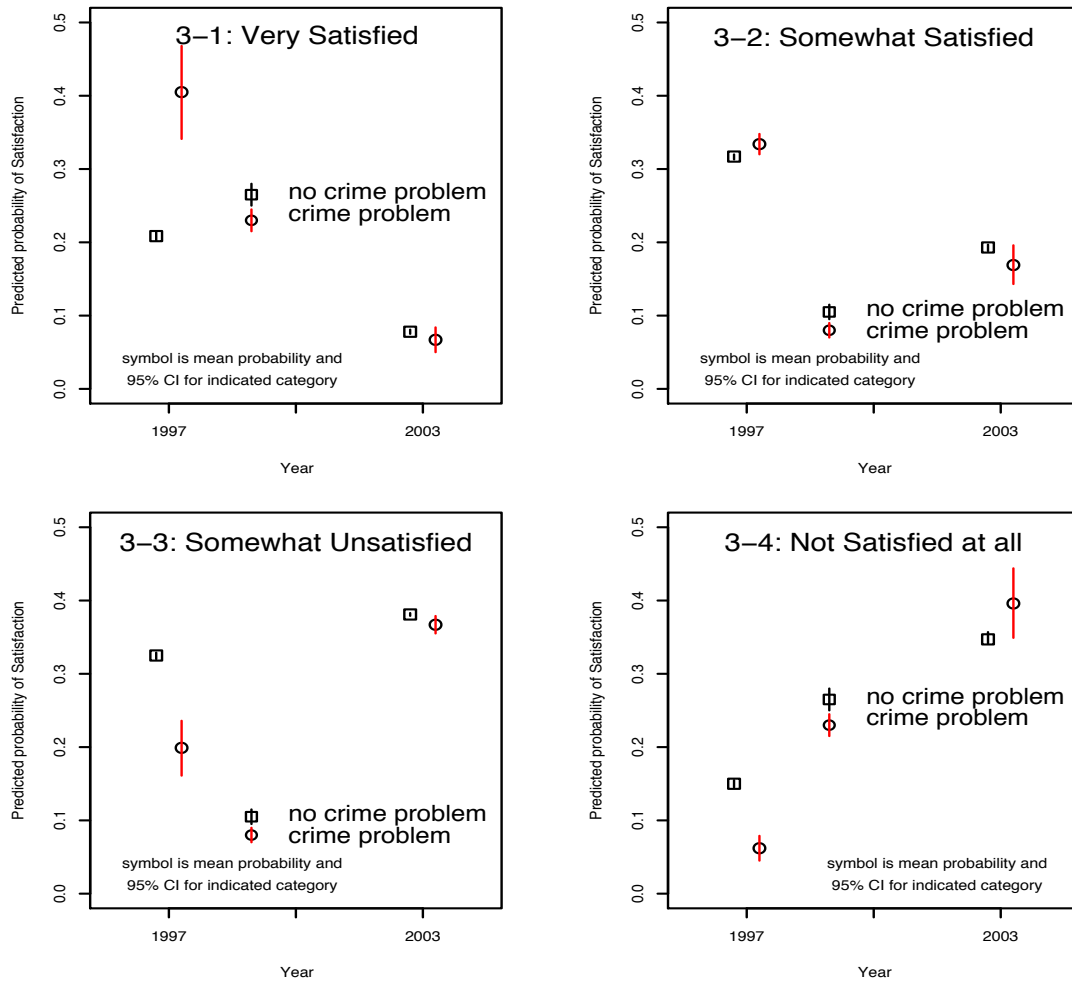 3−1: Very Satisfied
Predicted probability of Satisfaction
0.5
0.4
0.3
0.2
0.1
0.0
no crime problem
crime problem
symbol is mean probability and
95% CI for indicated category
1997
2003
Year
3−2: Somewhat Satisfied
Predicted probability of Satisfaction
0.5
0.4
0.3
0.2
0.1
0.0
no crime problem
crime problem
symbol is mean probability and
95% CI for indicated category
1997
2003
Year
3−3: Somewhat Unsatisfied
Predicted probability of Satisfaction
0.5
0.4
0.3
0.2
0.1
0.0
no crime problem
crime problem
symbol is mean probability and
95% CI for indicated category
1997
2003
Year
3−4: Not Satisfied at all
Predicted probability of Satisfaction
0.5
0.4
0.3
0.2
0.1
0.0
no crime problem
crime problem
symbol is mean probability and
95% CI for indicated category
1997
2003
Year